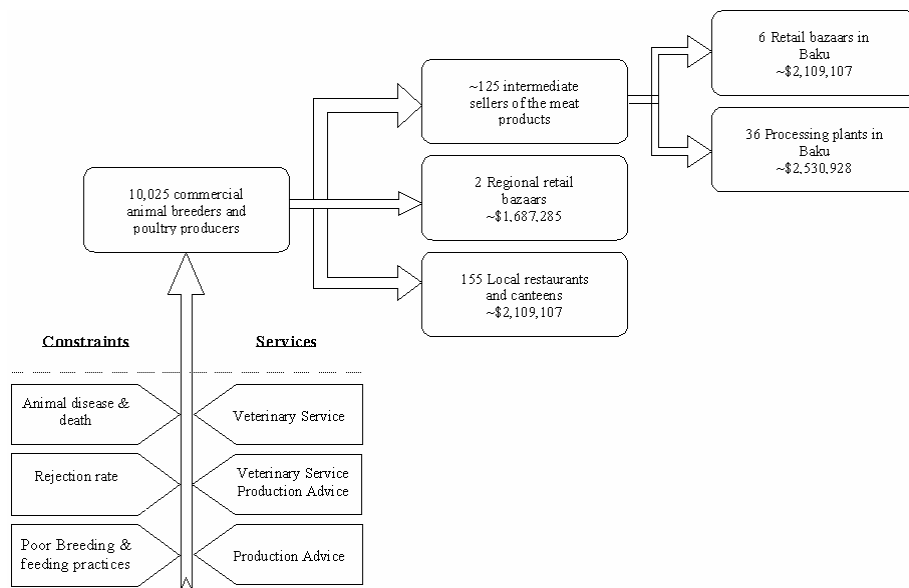 6 Retail bazaars in
Baku
~$2,109,107
~125 intermediate
sellers of the meat
products
36 Processing plants in
Baku
~$2,530,928
10,025 commercial
animal breeders and
poultry producers
2 Regional retail
bazaars
~$1,687,285
155 Local restaurants
and canteens
~$2,109,107
Constraints
Services
Animal disease &
death
Veterinary Service
Rejection rate
Veterinary Service
Production Advice
Poor Breeding &
feeding practices
Production Advice